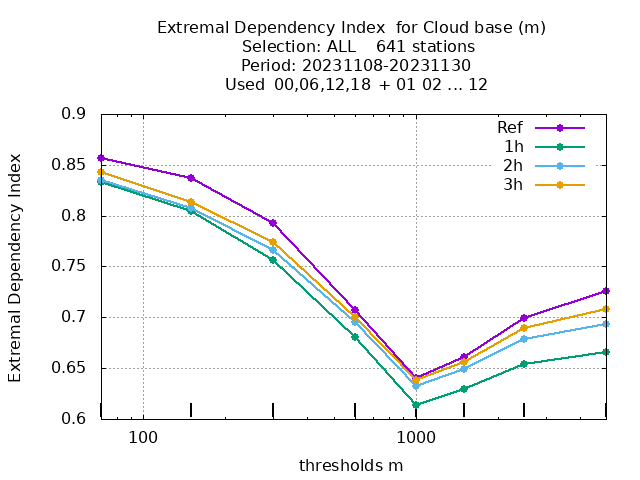 Extremal Dependency Index  for Cloud base (m)
Selection: ALL    641 stations
Period: 20231108-20231130
Used  00,06,12,18  + 01 02 ... 12
Ref
1h
2h
3h
0.9
0.85
0.8
0.75
0.7
0.65
0.6
Extremal Dependency Index
100
1000
thresholds m